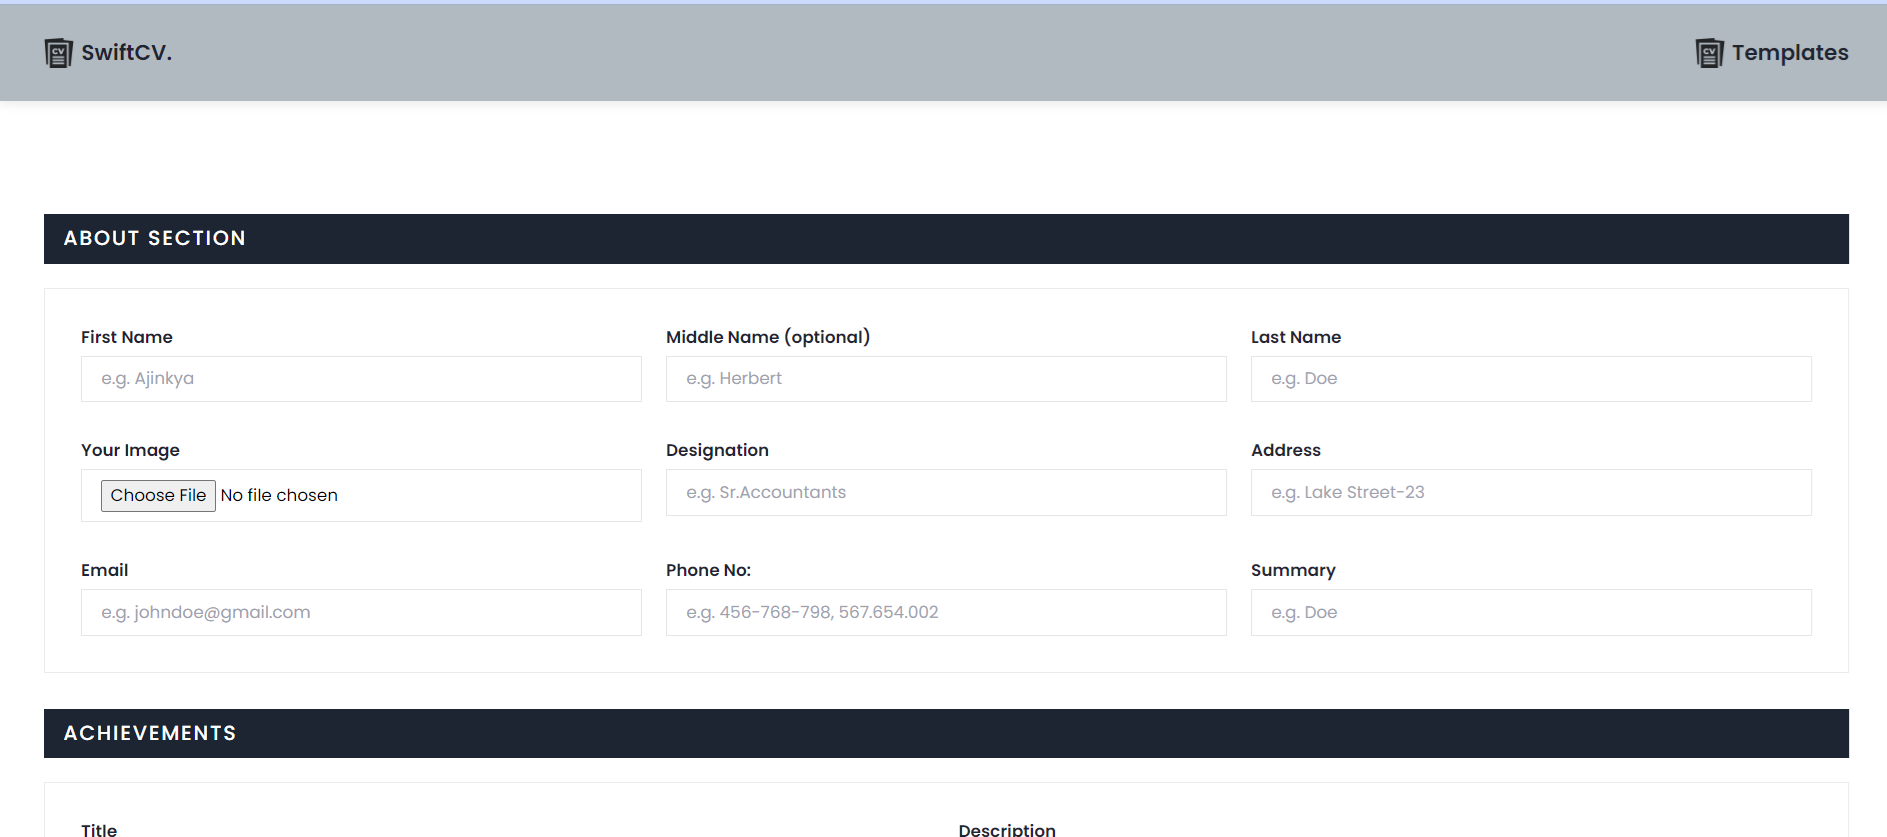 SwiftCV.
Templates
ABOUT SECTION
First Name
Middle Name (optional)
Last Name
e.g. Ajinkya
e.g. Herbert
e.g. Doe
Your Image
Designation
Address
Choose File No file chosen
e.g. Sr.Accountants
e.g. Lake Street-23
Email
Phone No:
Summary
e.g. johndoe@gmail.com
e.g. 456-768-798, 567.654.002
e.g. Doe
ACHIEVEMENTS
Title
Description